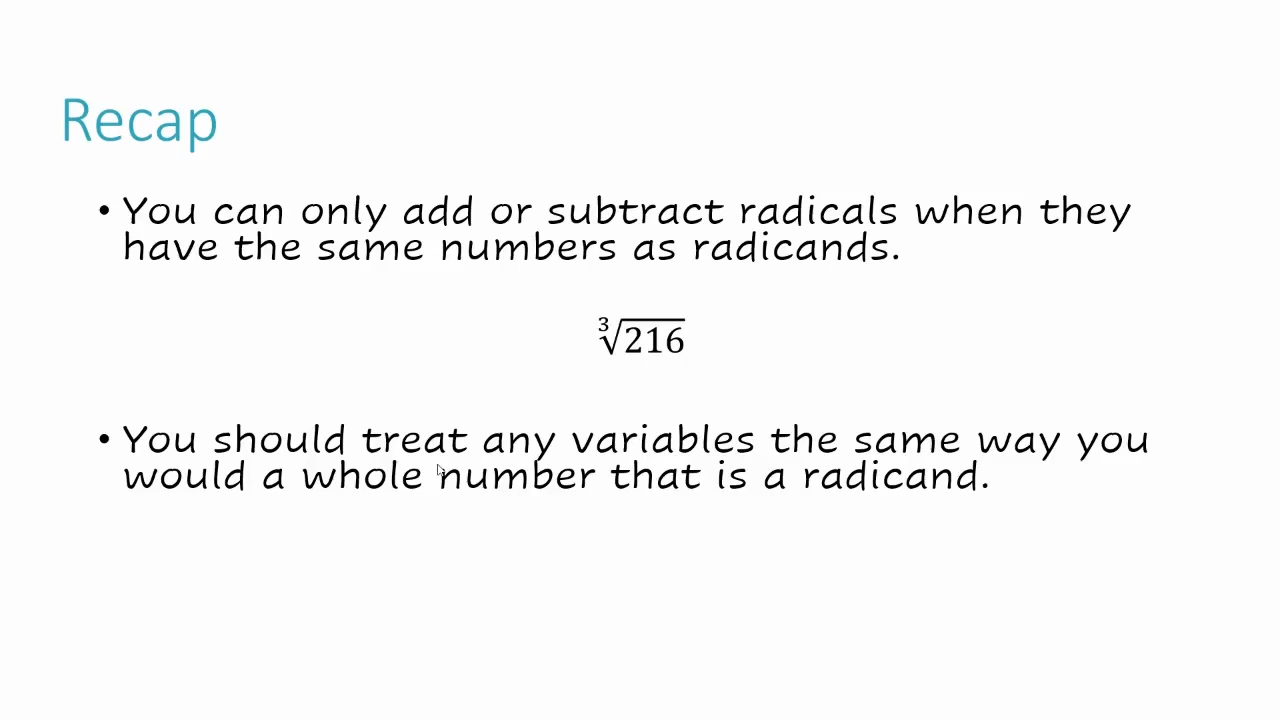 Recap
• You can only add or subtract radicals when they
have the same numbers as radicands.
∛216
• You should treat any variables the same way you
would a whole number that is a radicand.